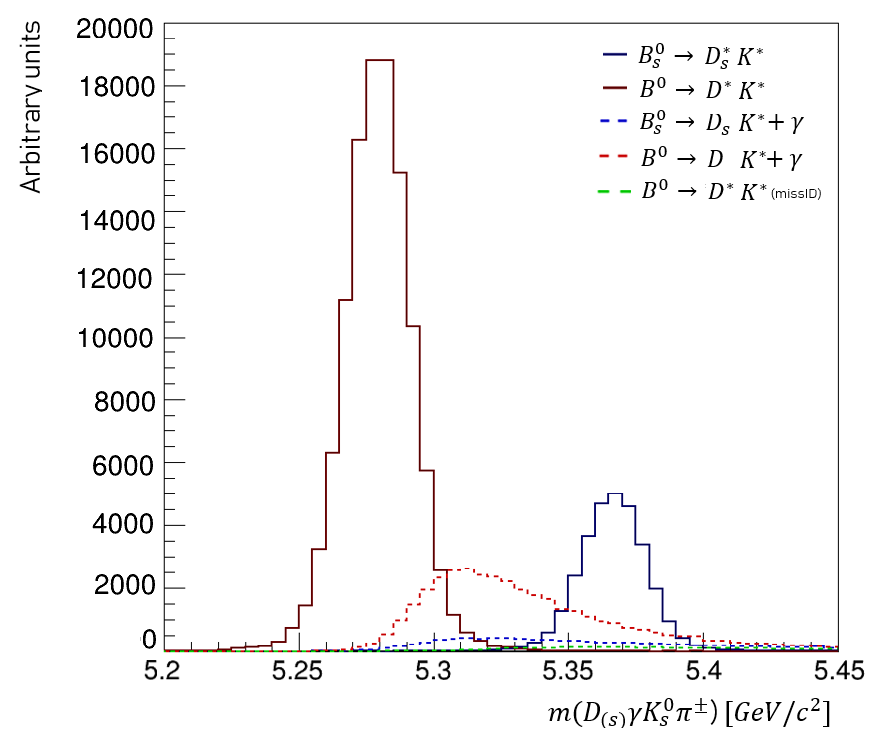 Arbitrary units
20000
18000
16000
14000
12000
10000
8000
6000
4000
2000
0
B⁰ₛ → D*ₛ K*
B⁰ → D* K*
B⁰ₛ → Dₛ K*+ γ
B⁰ → D K*+ γ
B⁰ → D* K* (missID)
5.2 5.25 5.3 5.35 5.4 5.45
m(D₍ₛ₎γK⁰ₛπ±) [GeV/c²]